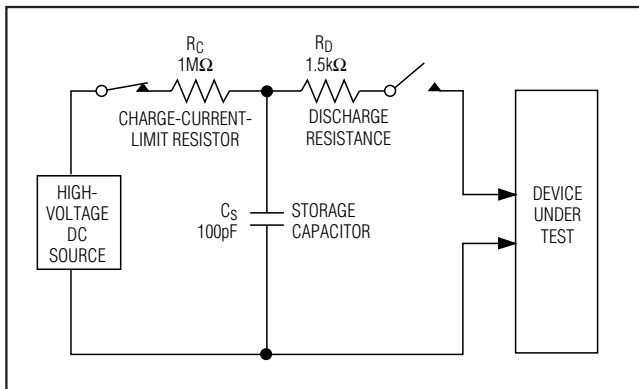 R_C
1MΩ
CHARGE-CURRENT-
LIMIT RESISTOR
R_D
1.5kΩ
DISCHARGE
RESISTANCE
HIGH-
VOLTAGE
DC
SOURCE
C_S
100pF
STORAGE
CAPACITOR
DEVICE
UNDER
TEST